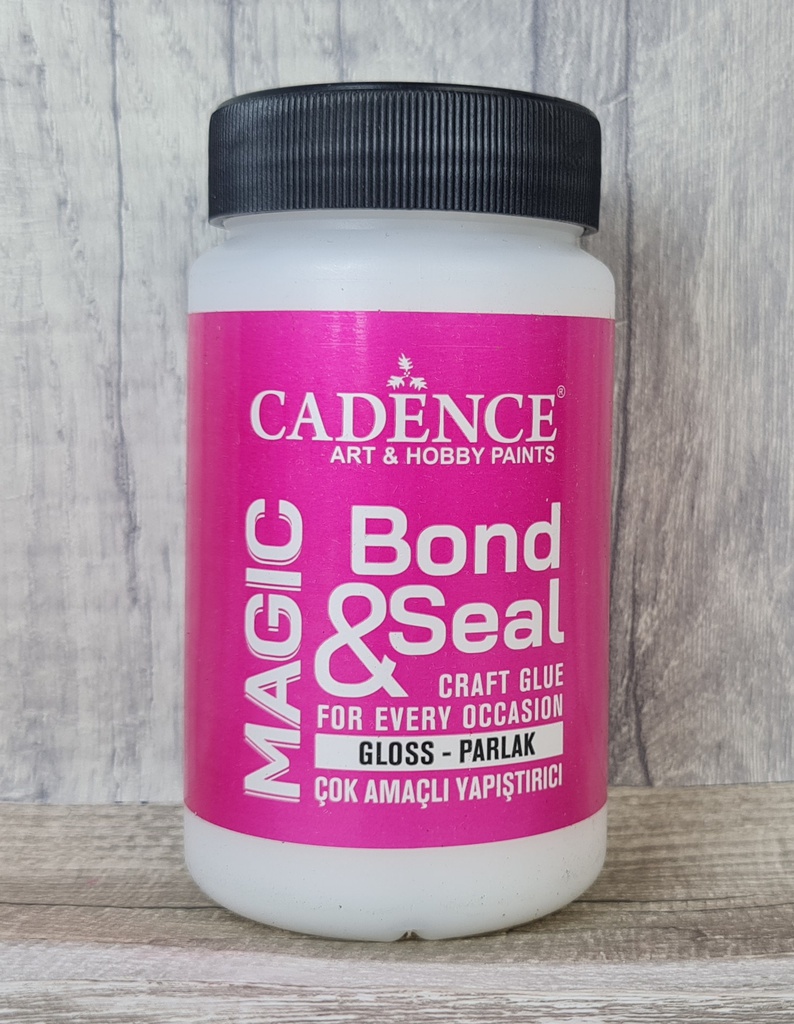 CADENCE®
ART & HOBBY PAINTS
MAGIC
Bond
&Seal
CRAFT GLUE
FOR EVERY OCCASION
GLOSS - PARLAK
ÇOK AMAÇLI YAPIŞTIRICI